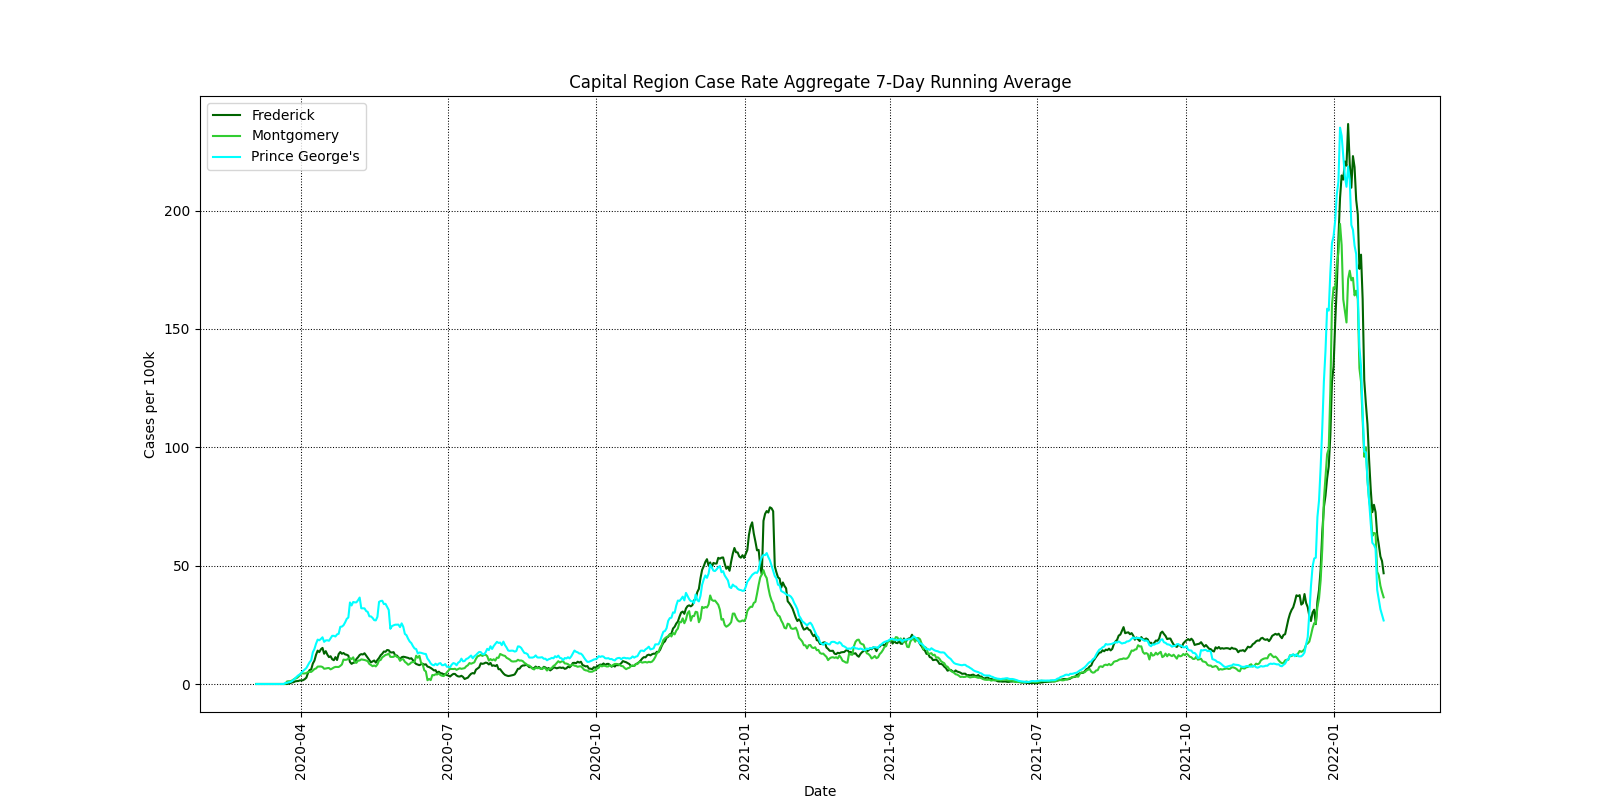 Capital Region Case Rate Aggregate 7-Day Running Average
Frederick
Montgomery
Prince George's
200
150
100
50
0
Cases per 100k
2020-04
2020-07
2020-10
2021-01
2021-04
2021-07
2021-10
2022-01
Date